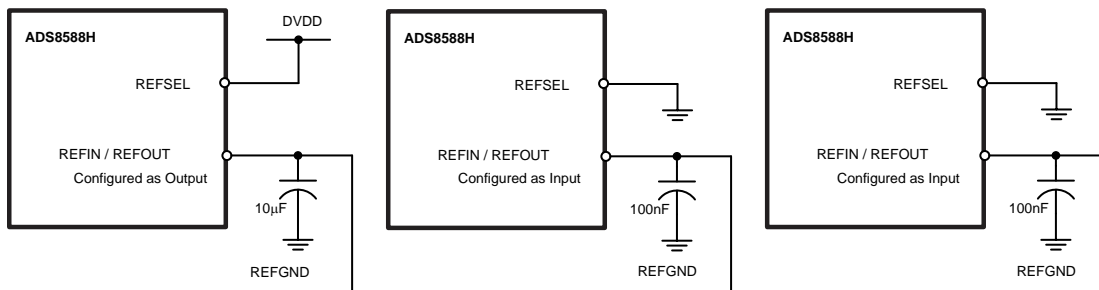 ADS8588H
DVDD
REFSEL
REFIN / REFOUT
Configured as Output
10μF
REFGND
ADS8588H
REFSEL
REFIN / REFOUT
Configured as Input
100nF
REFGND
ADS8588H
REFSEL
REFIN / REFOUT
Configured as Input
100nF
REFGND